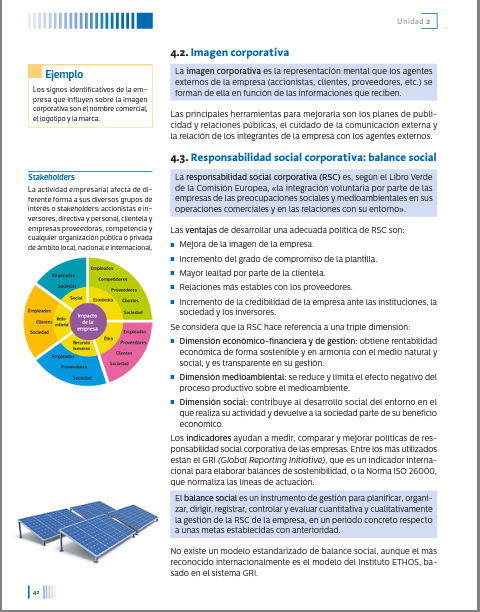 Unidad 2
4.2. Imagen corporativa
La imagen corporativa es la representación mental que los agentes
externos de la empresa (accionistas, clientes, proveedores, etc.) se
forman de ella en función de las informaciones que reciben.
Las principales herramientas para mejorarla son los planes de publi-
cidad y relaciones públicas, el cuidado de la comunicación externa y
la relación de los integrantes de la empresa con los agentes externos.
4.3. Responsabilidad social corporativa: balance social
La responsabilidad social corporativa (RSC) es, según el Libro Verde
de la Comisión Europea, «la integración voluntaria por parte de las
empresas de las preocupaciones sociales y medioambientales en sus
operaciones comerciales y en las relaciones con su entorno».
Las ventajas de desarrollar una adecuada política de RSC son:
Mejora de la imagen de la empresa.
Incremento del grado de compromiso de la plantilla.
Mayor lealtad por parte de la clientela.
Relaciones más estables con los proveedores.
Incremento de la credibilidad de la empresa ante las instituciones, la
sociedad y los inversores.
Se considera que la RSC hace referencia a una triple dimensión:
Dimensión económico-financiera y de gestión: obtiene rentabilidad
económica de forma sostenible y en armonía con el medio natural y
social, y es transparente en su gestión.
Dimensión medioambiental: se reduce y limita el efecto negativo del
proceso productivo sobre el medioambiente.
Dimensión social: contribuye al desarrollo social del entorno en el
que realiza su actividad y devuelve a la sociedad parte de su beneficio
económico.
Los indicadores ayudan a medir, comparar y mejorar políticas de res-
ponsabilidad social corporativa de las empresas. Entre los más utilizados
están el GRI (Global Reporting Initiative), que es un indicador interna-
cional para elaborar balances de sostenibilidad, o la Norma ISO 26000,
que normaliza las líneas de actuación.
El balance social es un instrumento de gestión para planificar, organi-
zar, dirigir, registrar, controlar y evaluar cuantitativa y cualitativamente
la gestión de la RSC de la empresa, en un periodo concreto respecto
a unas metas establecidas con anterioridad.
No existe un modelo estandarizado de balance social, aunque el más
reconocido internacionalmente es el modelo del Instituto ETHOS, ba-
sado en el sistema GRI.
Ejemplo
Los signos identificativos de la em-
presa que influyen sobre la imagen
corporativa son el nombre comercial,
el logotipo y la marca.
Stakeholders
La actividad empresarial afecta de di-
ferente forma a sus diversos grupos de
interés o stakeholders: accionistas e in-
versores, directiva y personal, clientela y
empresas proveedoras, competencia y
cualquier organización pública o privada
de ámbito local, nacional e internacional.
Empleados
Sociedad
Empleados
Competidores
Proveedores
Clientes
Sociedad
Social
Económico
Empleados
Clientes
Sociedad
Medio-
ambiental
Impacto
de la
empresa
Ética
Recursos
humanos
Empleados
Proveedores
Clientes
Sociedad
Empleados
Proveedores
Sociedad
42